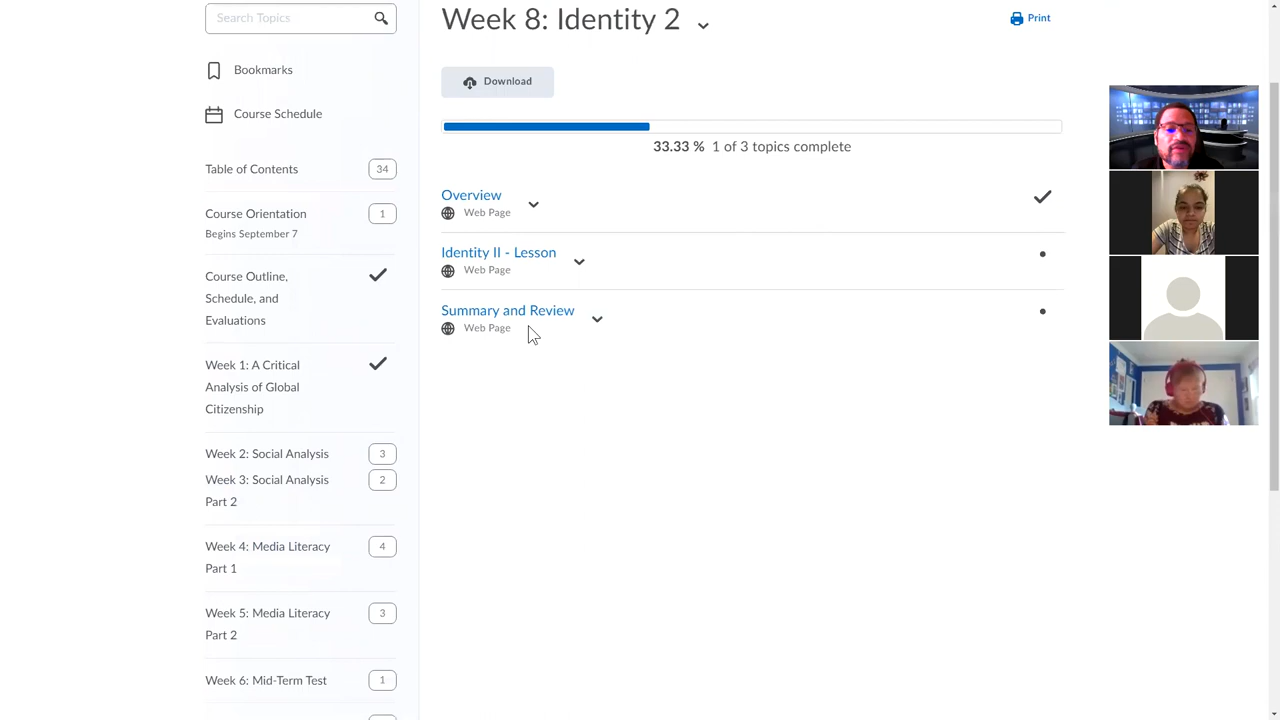 Search Topics
Bookmarks
Course Schedule
Table of Contents 34
Course Orientation 1
Begins September 7
Course Outline,
Schedule, and
Evaluations
Week 1: A Critical
Analysis of Global
Citizenship
Week 2: Social Analysis 3
Week 3: Social Analysis 2
Part 2
Week 4: Media Literacy 4
Part 1
Week 5: Media Literacy 3
Part 2
Week 6: Mid-Term Test 1
Week 8: Identity 2
Print
Download
33.33 % 1 of 3 topics complete
Overview
Web Page
Identity II - Lesson
Web Page
Summary and Review
Web Page